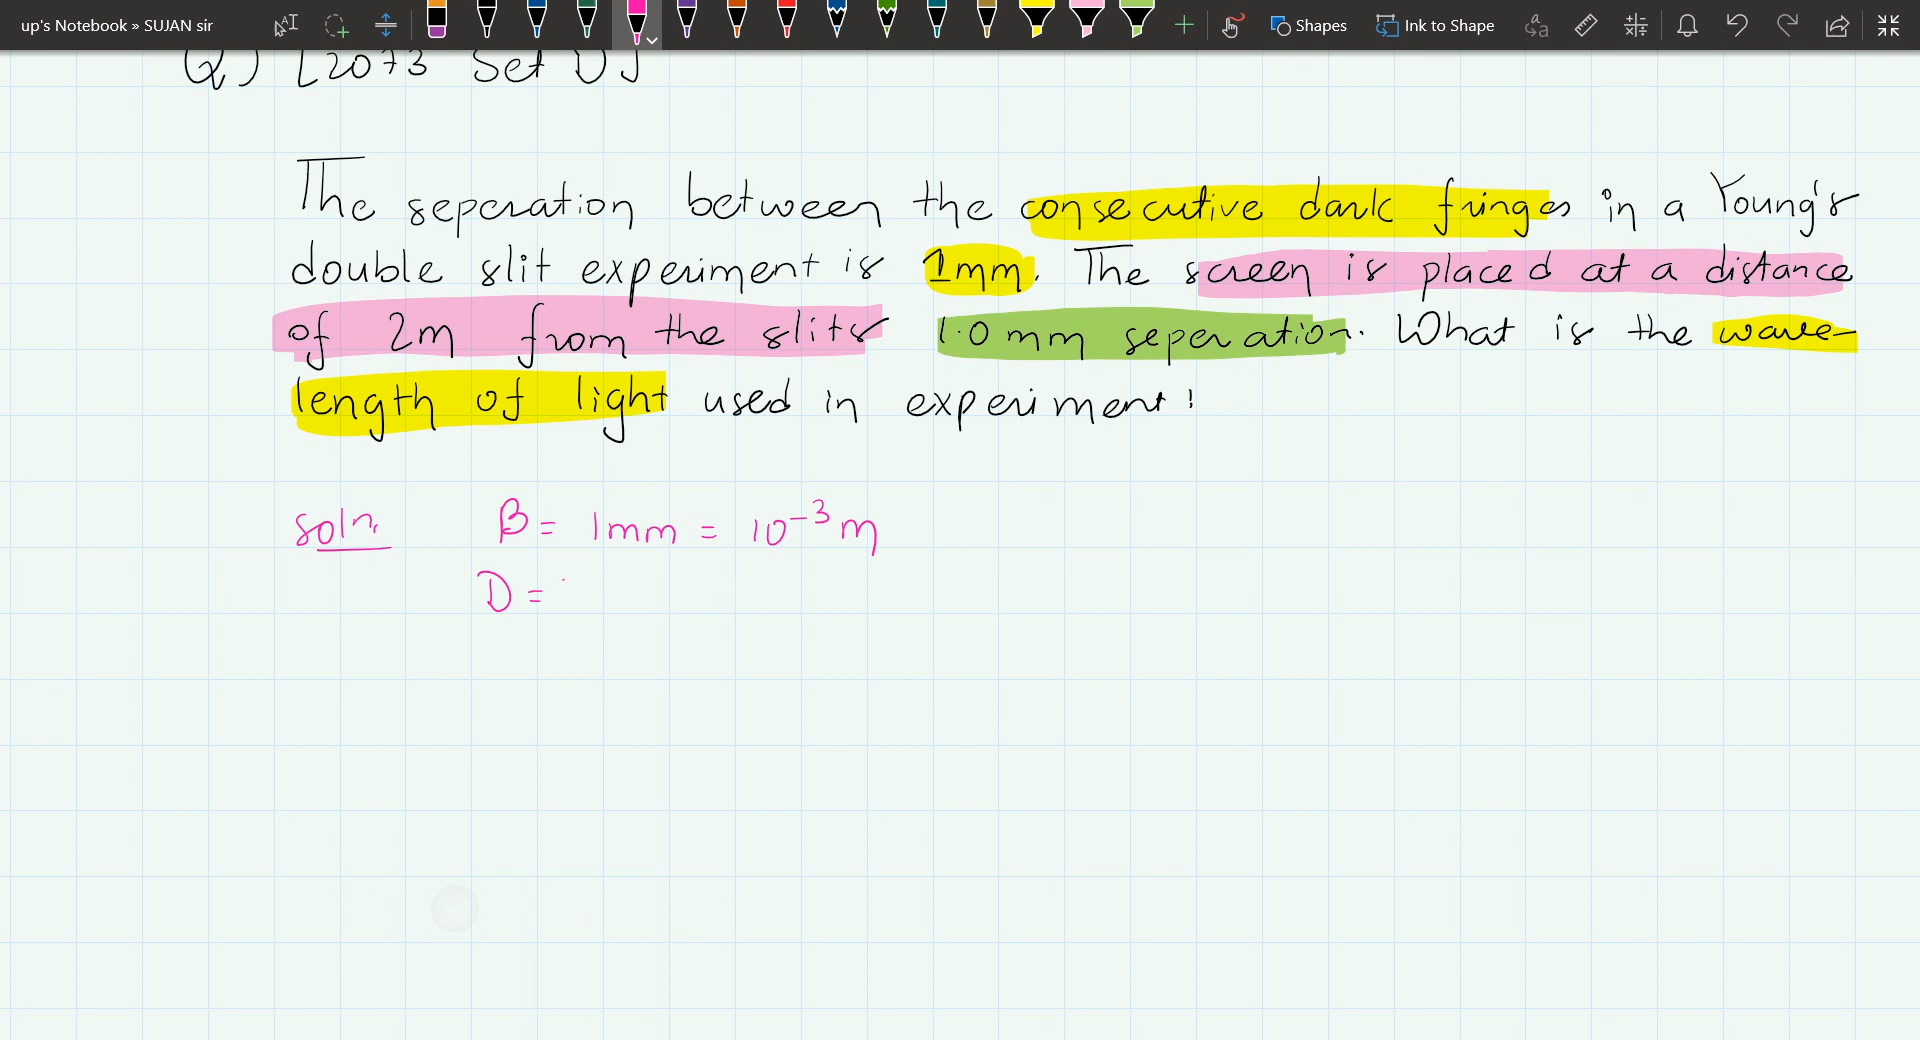 up's Notebook » SUJAN sir
Shapes
Ink to Shape
Q) [2073 Set D]
The seperation between the consecutive dark fringes in a Young's
double slit experiment is 1mm. The screen is placed at a distance
of 2m from the slits 1.0 mm seperation. What is the wave-
length of light used in experiment?
soln, B = 1mm = 10⁻³ m
D =